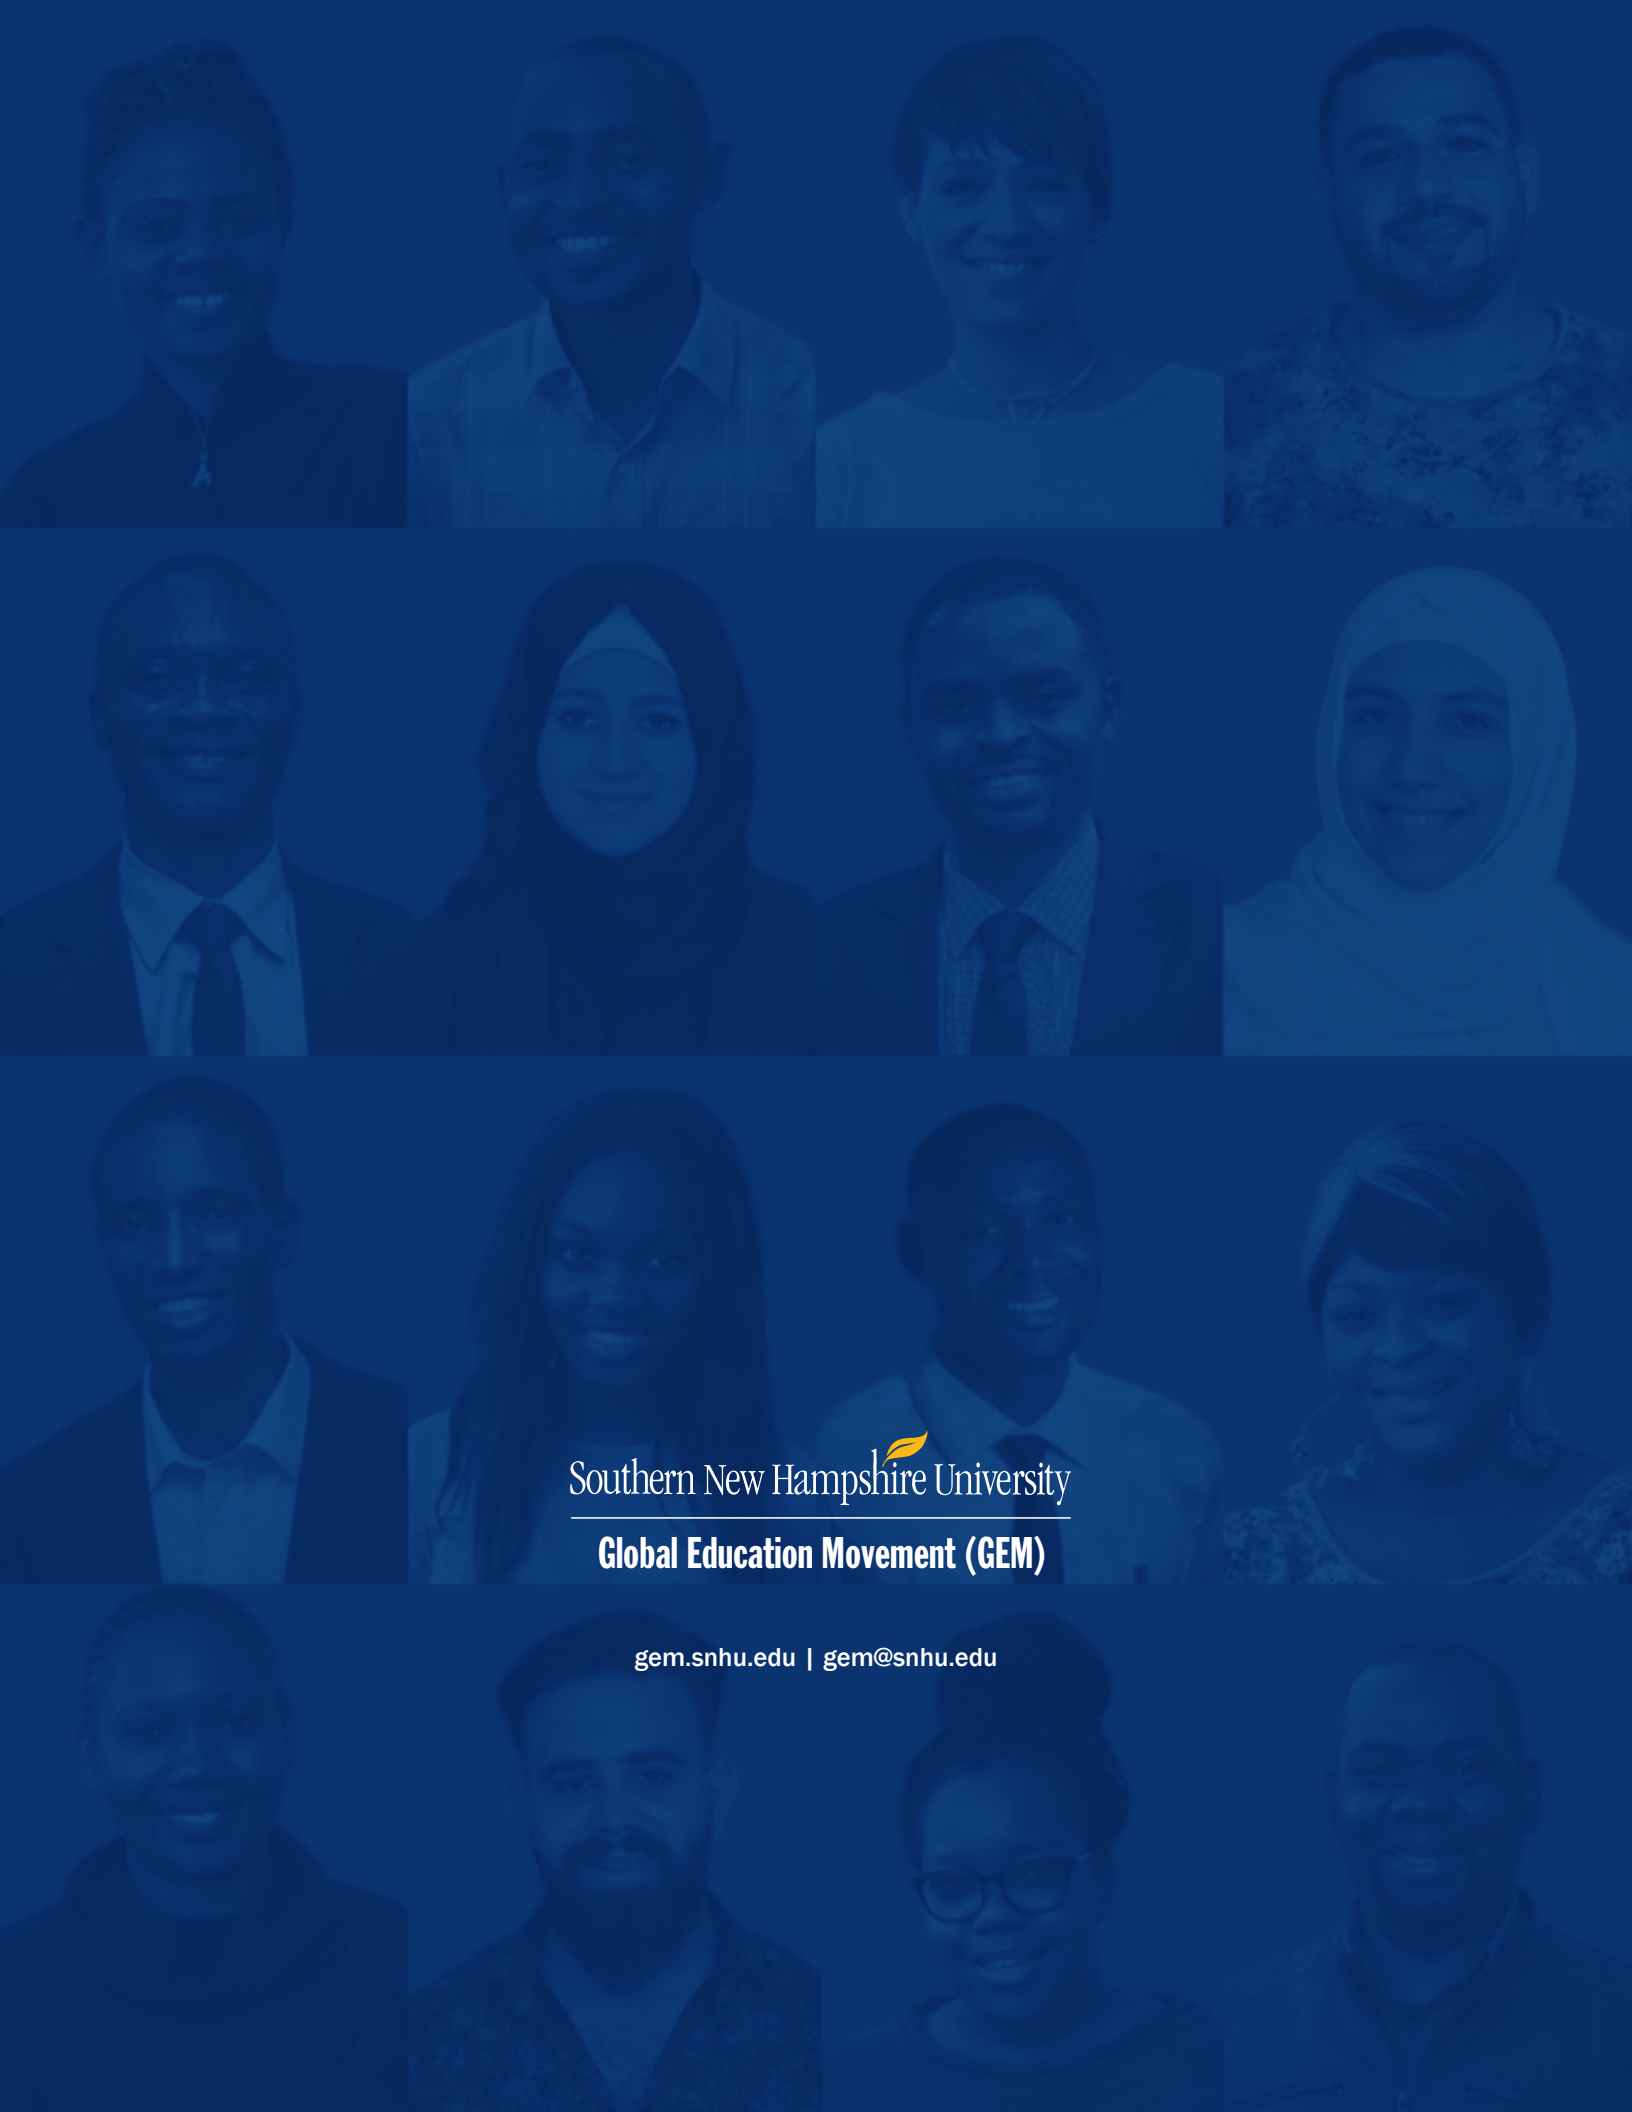 Southern New Hampshire University
Global Education Movement (GEM)
gem.snhu.edu | gem@snhu.edu